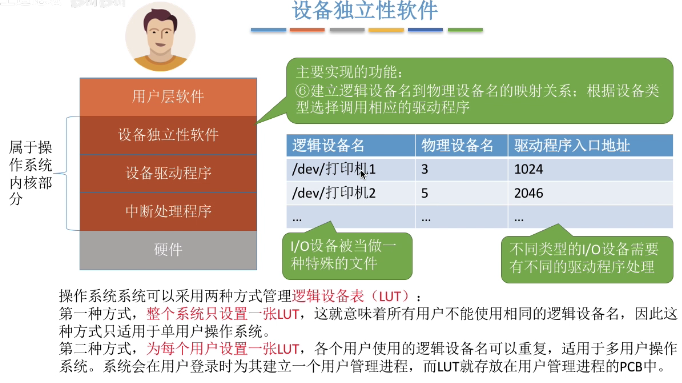 设备独立性软件
主要实现的功能：
⑥建立逻辑设备名到物理设备名的映射关系；根据设备类
型选择调用相应的驱动程序
用户层软件
设备独立性软件
设备驱动程序
中断处理程序
硬件
属于操
作系统
内核部
分
逻辑设备名 物理设备名 驱动程序入口地址
/dev/打印机1 3 1024
/dev/打印机2 5 2046
... ... ...
I/O设备被当做一
种特殊的文件
不同类型的I/O设备需要
有不同的驱动程序处理
操作系统系统可以采用两种方式管理逻辑设备表（LUT）：
第一种方式，整个系统只设置一张LUT，这就意味着所有用户不能使用相同的逻辑设备名，因此这
种方式只适用于单用户操作系统。
第二种方式，为每个用户设置一张LUT，各个用户使用的逻辑设备名可以重复，适用于多用户操作
系统。系统会在用户登录时为其建立一个用户管理进程，而LUT就存放在用户管理进程的PCB中。